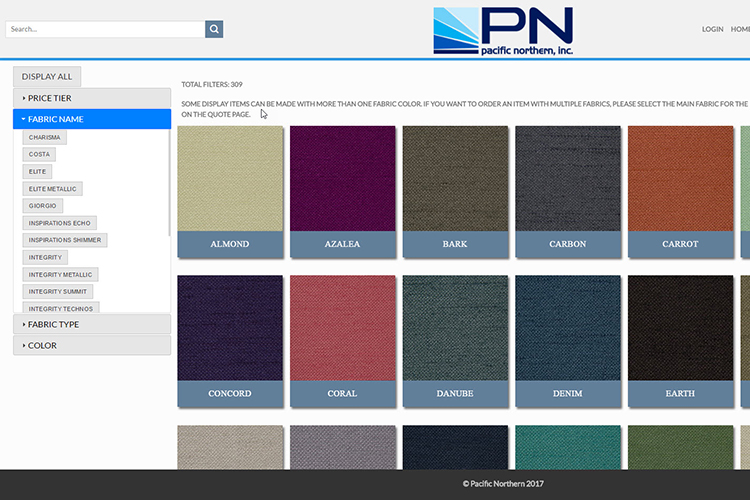 Search...
PN
pacific northern, inc.
LOGIN
HOM
DISPLAY ALL
PRICE TIER
FABRIC NAME
CHARISMA
COSTA
ELITE
ELITE METALLIC
GIORGIO
INSPIRATIONS ECHO
INSPIRATIONS SHIMMER
INTEGRITY
INTEGRITY METALLIC
INTEGRITY SUMMIT
INTEGRITY TECHNOS
FABRIC TYPE
COLOR
TOTAL FILTERS: 309
SOME DISPLAY ITEMS CAN BE MADE WITH MORE THAN ONE FABRIC COLOR. IF YOU WANT TO ORDER AN ITEM WITH MULTIPLE FABRICS, PLEASE SELECT THE MAIN FABRIC FOR THE
ON THE QUOTE PAGE.
ALMOND
AZALEA
BARK
CARBON
CARROT
CONCORD
CORAL
DANUBE
DENIM
EARTH
© Pacific Northern 2017